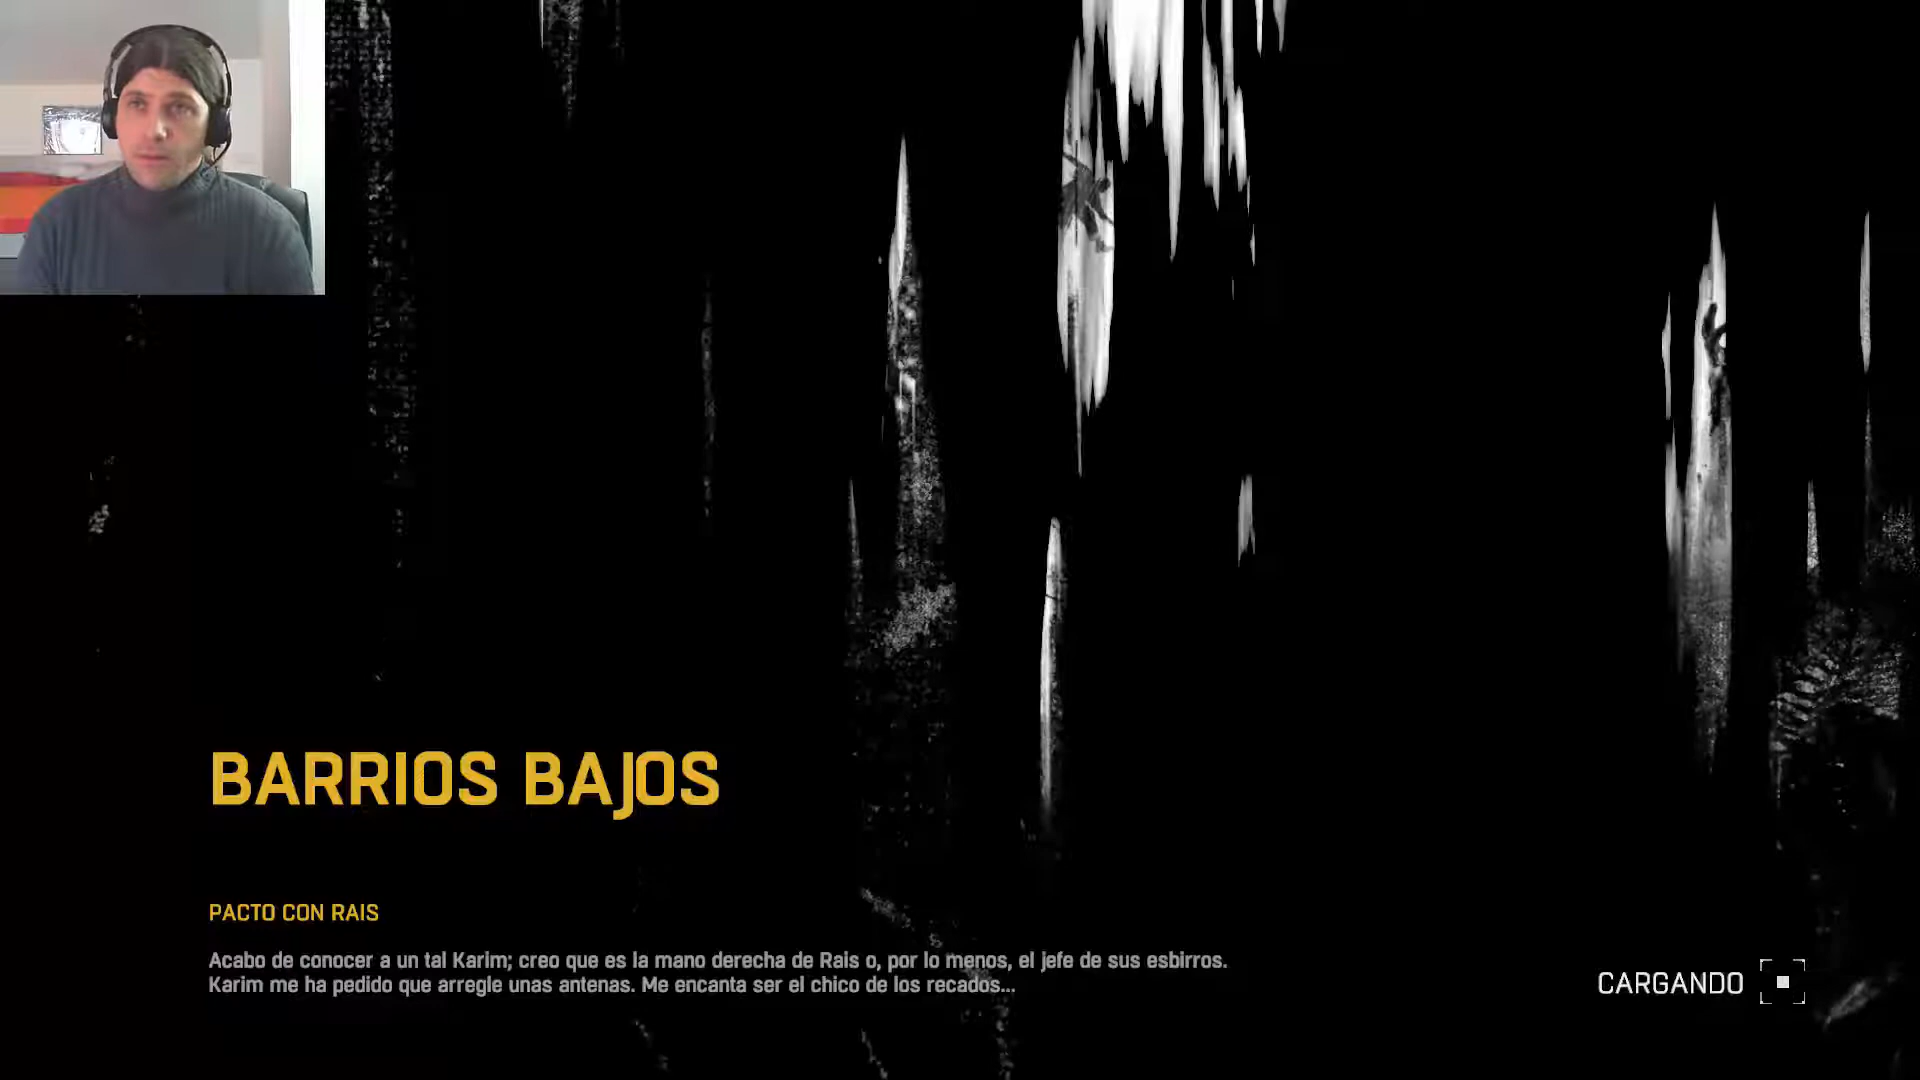 BARRIOS BAJOS
PACTO CON RAIS
Acabo de conocer a un tal Karim; creo que es la mano derecha de Rais o, por lo menos, el jefe de sus esbirros.
Karim me ha pedido que arregle unas antenas. Me encanta ser el chico de los recados...
CARGANDO